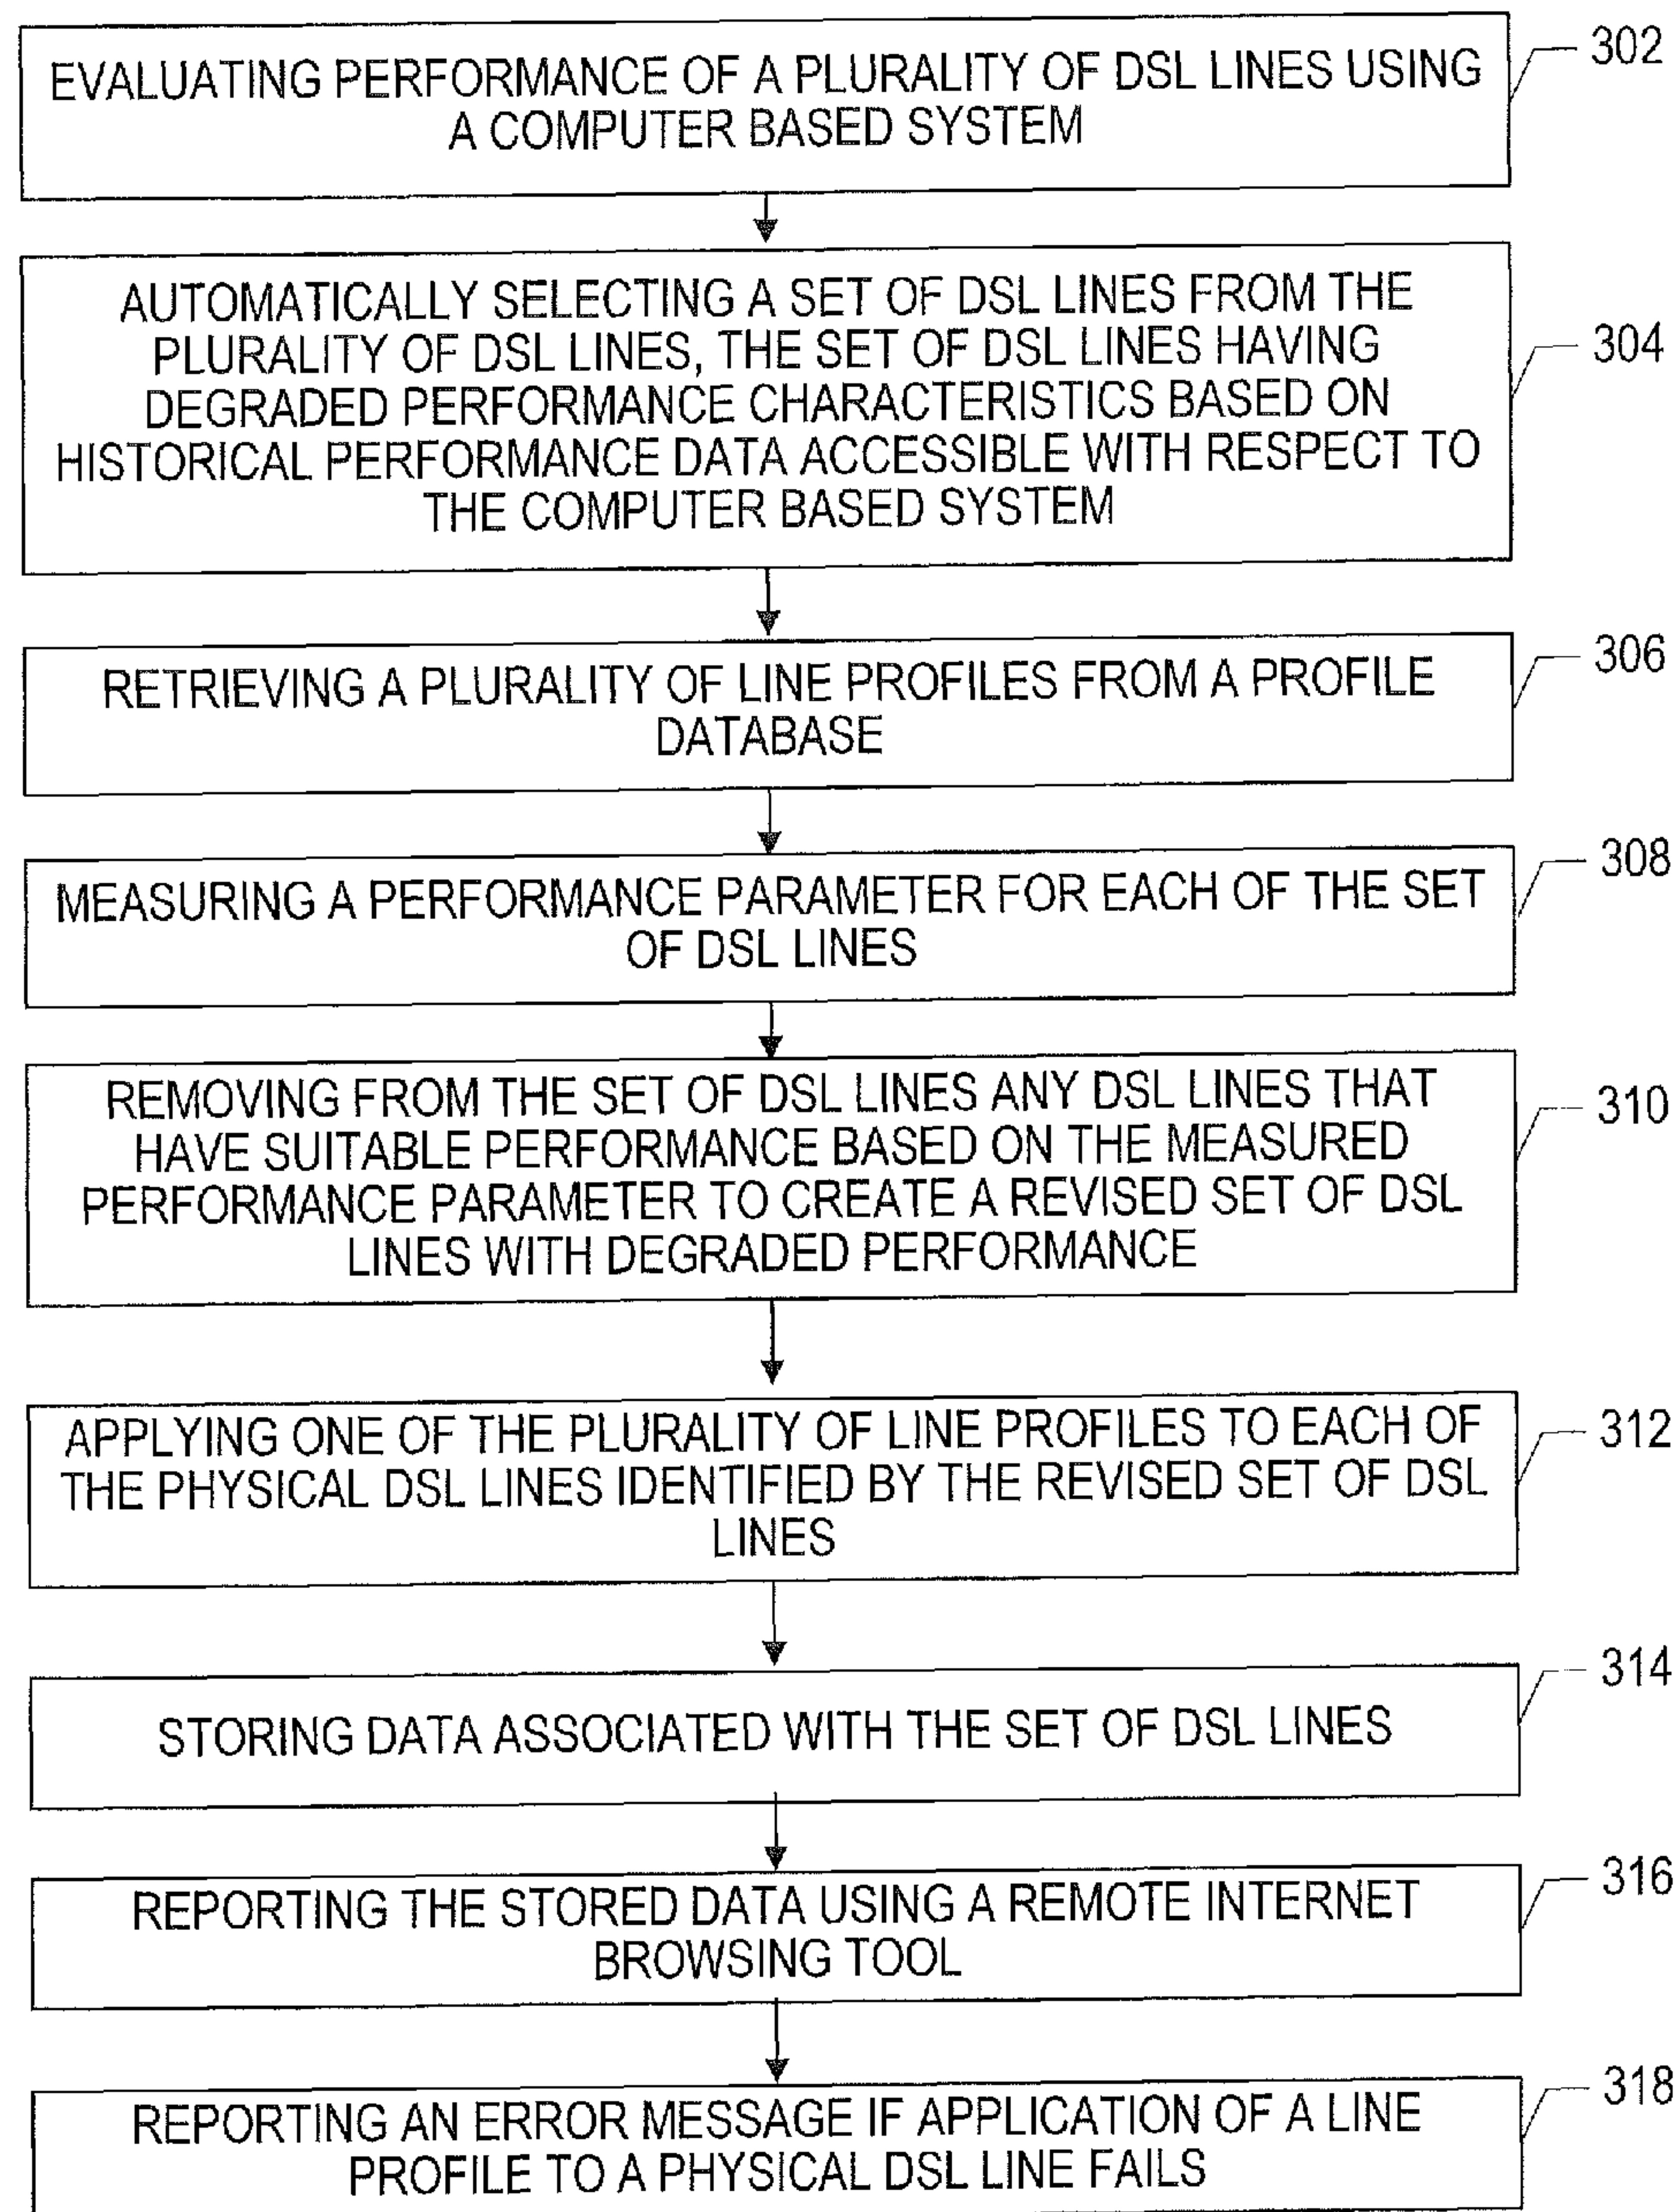 EVALUATING PERFORMANCE OF A PLURALITY OF DSL LINES USING
A COMPUTER BASED SYSTEM
302
AUTOMATICALLY SELECTING A SET OF DSL LINES FROM THE
PLURALITY OF DSL LINES, THE SET OF DSL LINES HAVING
DEGRADED PERFORMANCE CHARACTERISTICS BASED ON
HISTORICAL PERFORMANCE DATA ACCESSIBLE WITH RESPECT TO
THE COMPUTER BASED SYSTEM
304
RETRIEVING A PLURALITY OF LINE PROFILES FROM A PROFILE
DATABASE
306
MEASURING A PERFORMANCE PARAMETER FOR EACH OF THE SET
OF DSL LINES
308
REMOVING FROM THE SET OF DSL LINES ANY DSL LINES THAT
HAVE SUITABLE PERFORMANCE BASED ON THE MEASURED
PERFORMANCE PARAMETER TO CREATE A REVISED SET OF DSL
LINES WITH DEGRADED PERFORMANCE
310
APPLYING ONE OF THE PLURALITY OF LINE PROFILES TO EACH OF
THE PHYSICAL DSL LINES IDENTIFIED BY THE REVISED SET OF DSL
LINES
312
STORING DATA ASSOCIATED WITH THE SET OF DSL LINES
314
REPORTING THE STORED DATA USING A REMOTE INTERNET
BROWSING TOOL
316
REPORTING AN ERROR MESSAGE IF APPLICATION OF A LINE
PROFILE TO A PHYSICAL DSL LINE FAILS
318